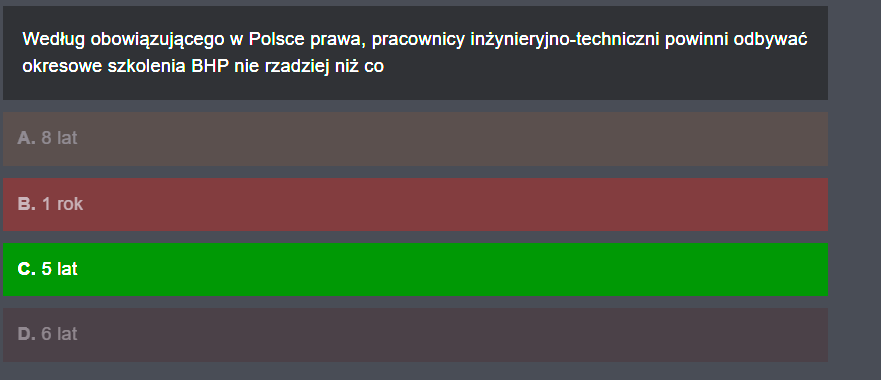 Według obowiązującego w Polsce prawa, pracownicy inżynieryjno-techniczni powinni odbywać
okresowe szkolenia BHP nie rzadziej niż co
A. 8 lat
B. 1 rok
C. 5 lat
D. 6 lat